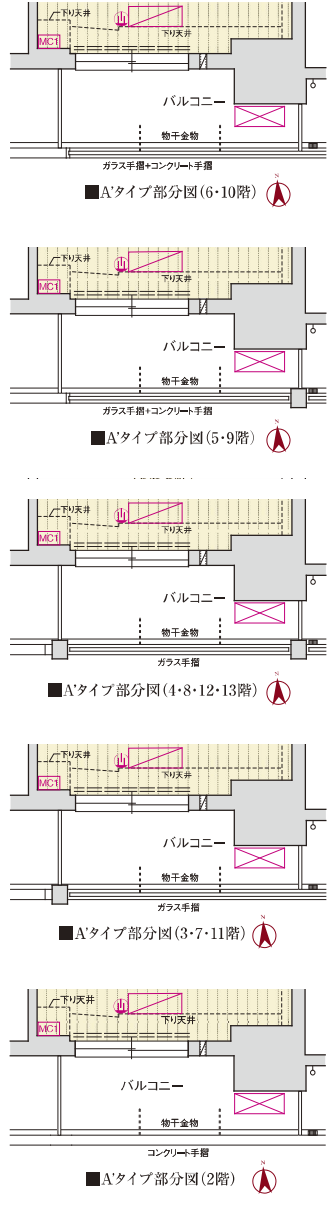 下り天井
MC1
下り天井
バルコニー
物干金物
ガラス手摺+コンクリート手摺
■A'タイプ部分図(6・10階)
N
下り天井
MC1
下り天井
バルコニー
物干金物
ガラス手摺+コンクリート手摺
■A'タイプ部分図(5・9階)
N
下り天井
MC1
下り天井
バルコニー
物干金物
ガラス手摺
■A'タイプ部分図(4・8・12・13階)
N
下り天井
MC1
下り天井
バルコニー
物干金物
ガラス手摺
■A'タイプ部分図(3・7・11階)
N
下り天井
MC1
下り天井
バルコニー
物干金物
コンクリート手摺
■A'タイプ部分図(2階)
N